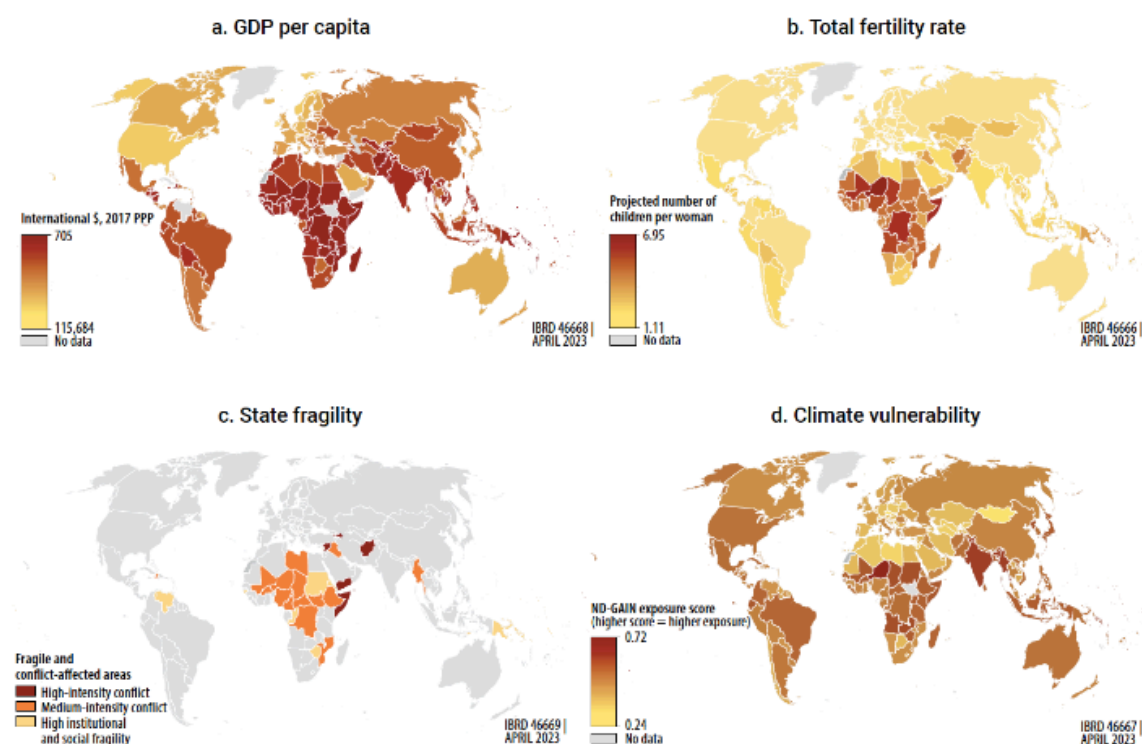 a. GDP per capita
International $, 2017 PPP
705
115,684
No data
IBRD 46668 |
APRIL 2023
b. Total fertility rate
Projected number of
children per woman
6.95
1.11
No data
IBRD 46666 |
APRIL 2023
c. State fragility
Fragile and
conflict-affected areas
High-intensity conflict
Medium-intensity conflict
High institutional
and social fragility
IBRD 46669 |
APRIL 2023
d. Climate vulnerability
ND-GAIN exposure score
(higher score = higher exposure)
0.72
0.24
No data
IBRD 46667 |
APRIL 2023